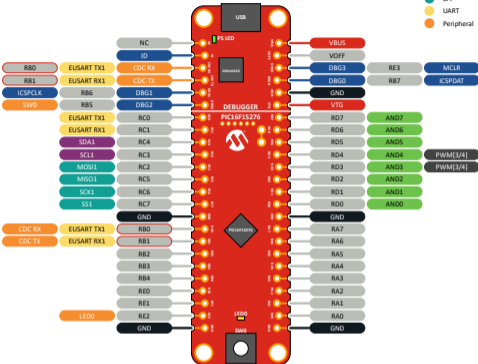 UART
Peripheral
USB
PS LED
NC
VBUS
ID
VOFF
RB0 EUSART TX1 CDC RX
DBG3 RE3 MCLR
RB1 EUSART RX1 CDC TX
DBG0 RB7 ICSPDAT
ICSPCLK RB6 DBG1
GND
SW0 RB5 DBG2
DEBUGGER
VTG
EUSART TX1 RC0
PIC16F15276
RD7 AND7
EUSART RX1 RC1
RD6 AND6
SDA1 RC4
RD5 AND5
SCL1 RC3
RD4 AND4 PWM[3/4]
MOSI1 RC2
RD3 AND3 PWM[3/4]
MISO1 RC5
RD2 AND2
SCK1 RC6
RD1 AND1
SS1 RC7
RD0 AND0
GND
GND
CDC RX EUSART TX1 RB0
PIC16F15276
RA7
CDC TX EUSART RX1 RB1
RA6
RB2
RA5
RB3
RA4
RB4
RA3
RE0
RA2
RE1
RA1
LED0 RE2
LED0
RA0
GND
GND
SW0